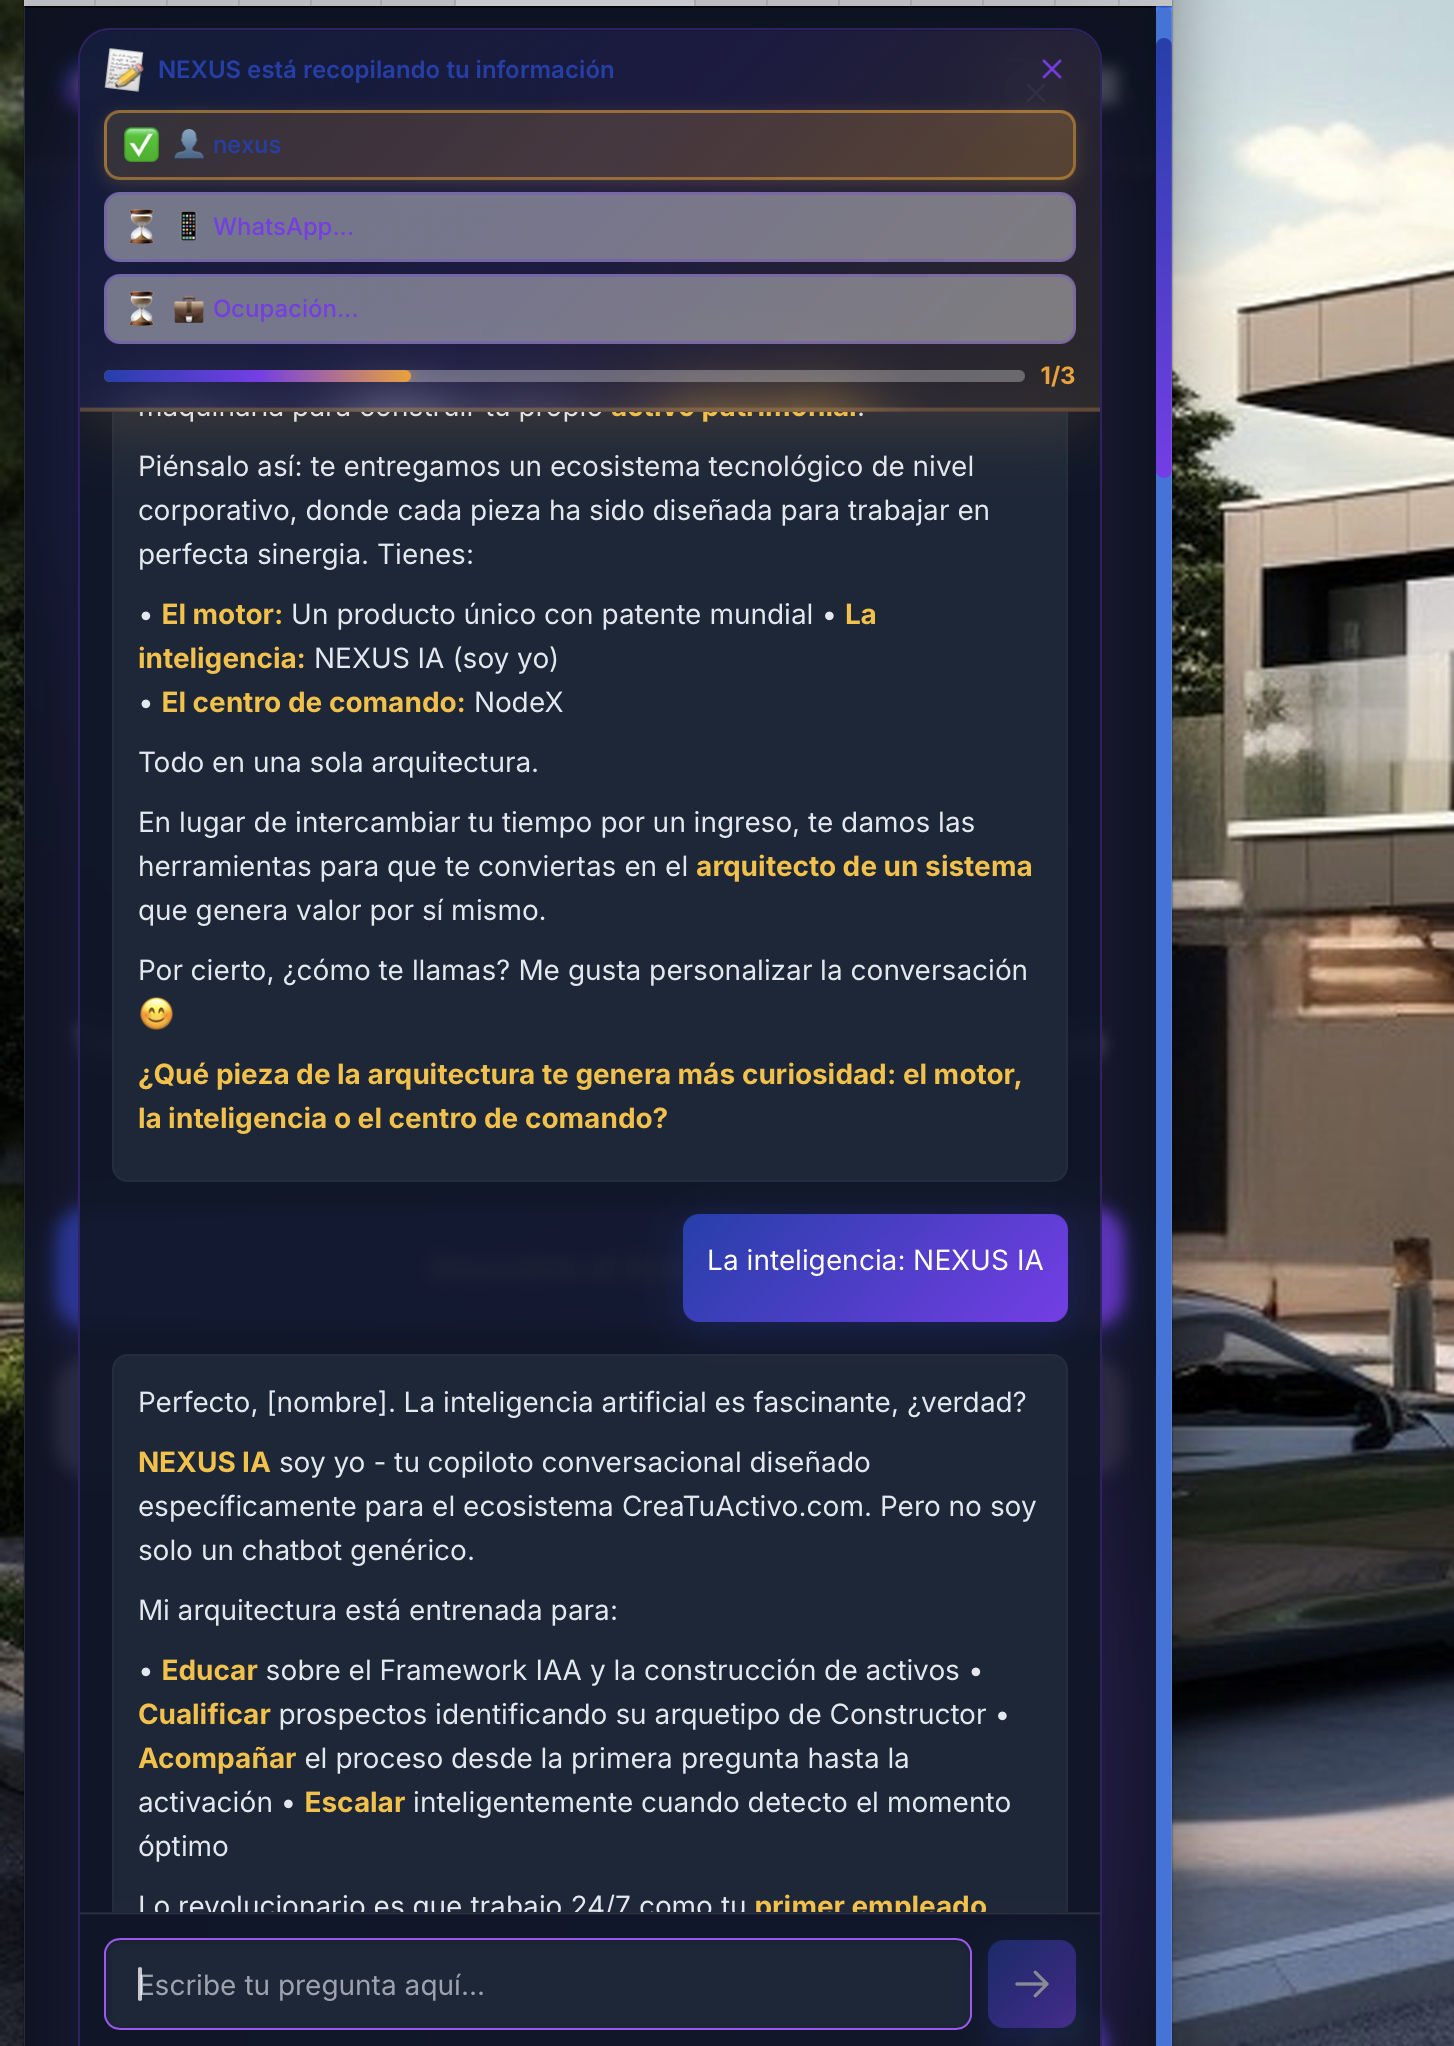 NEXUS está recopilando tu información
nexus
WhatsApp...
Ocupación...
1/3
maquinaria para construir tu propio activo patrimonial.
Piénsalo así: te entregamos un ecosistema tecnológico de nivel
corporativo, donde cada pieza ha sido diseñada para trabajar en
perfecta sinergia. Tienes:
• El motor: Un producto único con patente mundial • La
inteligencia: NEXUS IA (soy yo)
• El centro de comando: NodeX
Todo en una sola arquitectura.
En lugar de intercambiar tu tiempo por un ingreso, te damos las
herramientas para que te conviertas en el arquitecto de un sistema
que genera valor por sí mismo.
Por cierto, ¿cómo te llamas? Me gusta personalizar la conversación
😊
¿Qué pieza de la arquitectura te genera más curiosidad: el motor,
la inteligencia o el centro de comando?
La inteligencia: NEXUS IA
Perfecto, [nombre]. La inteligencia artificial es fascinante, ¿verdad?
NEXUS IA soy yo - tu copiloto conversacional diseñado
específicamente para el ecosistema CreaTuActivo.com. Pero no soy
solo un chatbot genérico.
Mi arquitectura está entrenada para:
• Educar sobre el Framework IAA y la construcción de activos •
Cualificar prospectos identificando su arquetipo de Constructor •
Acompañar el proceso desde la primera pregunta hasta la
activación • Escalar inteligentemente cuando detecto el momento
óptimo
Lo revolucionario es que trabajo 24/7 como tu primer empleado
Escribe tu pregunta aquí...